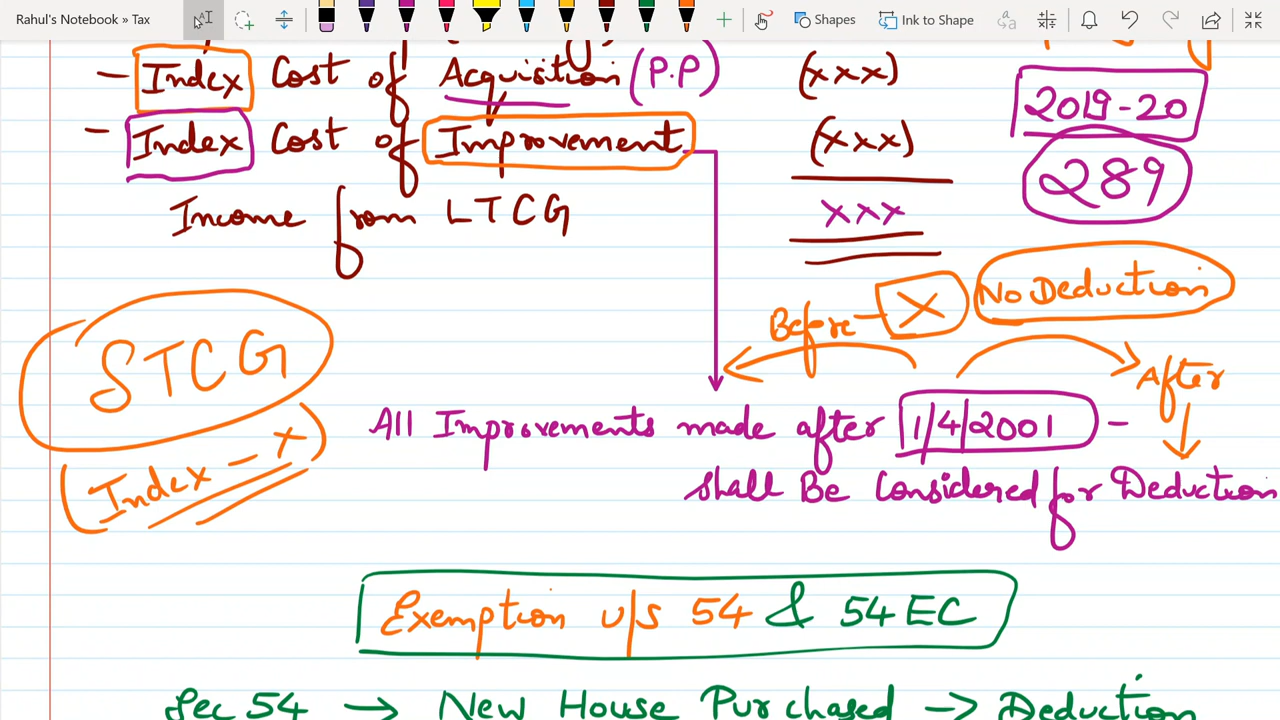 Rahul's Notebook » Tax
Shapes
Ink to Shape
- Index Cost of Acquisition (P.P) (xxx)
2019-20
- Index Cost of Improvement (xxx)
289
Income from LTCG xxx
Before - X No Deduction
STCG
After
All Improvements made after 1/4/2001 -
(Index - x)
shall Be Considered for Deduction
Exemption u/s 54 & 54 EC
Sec 54 → New House Purchased → Deduction